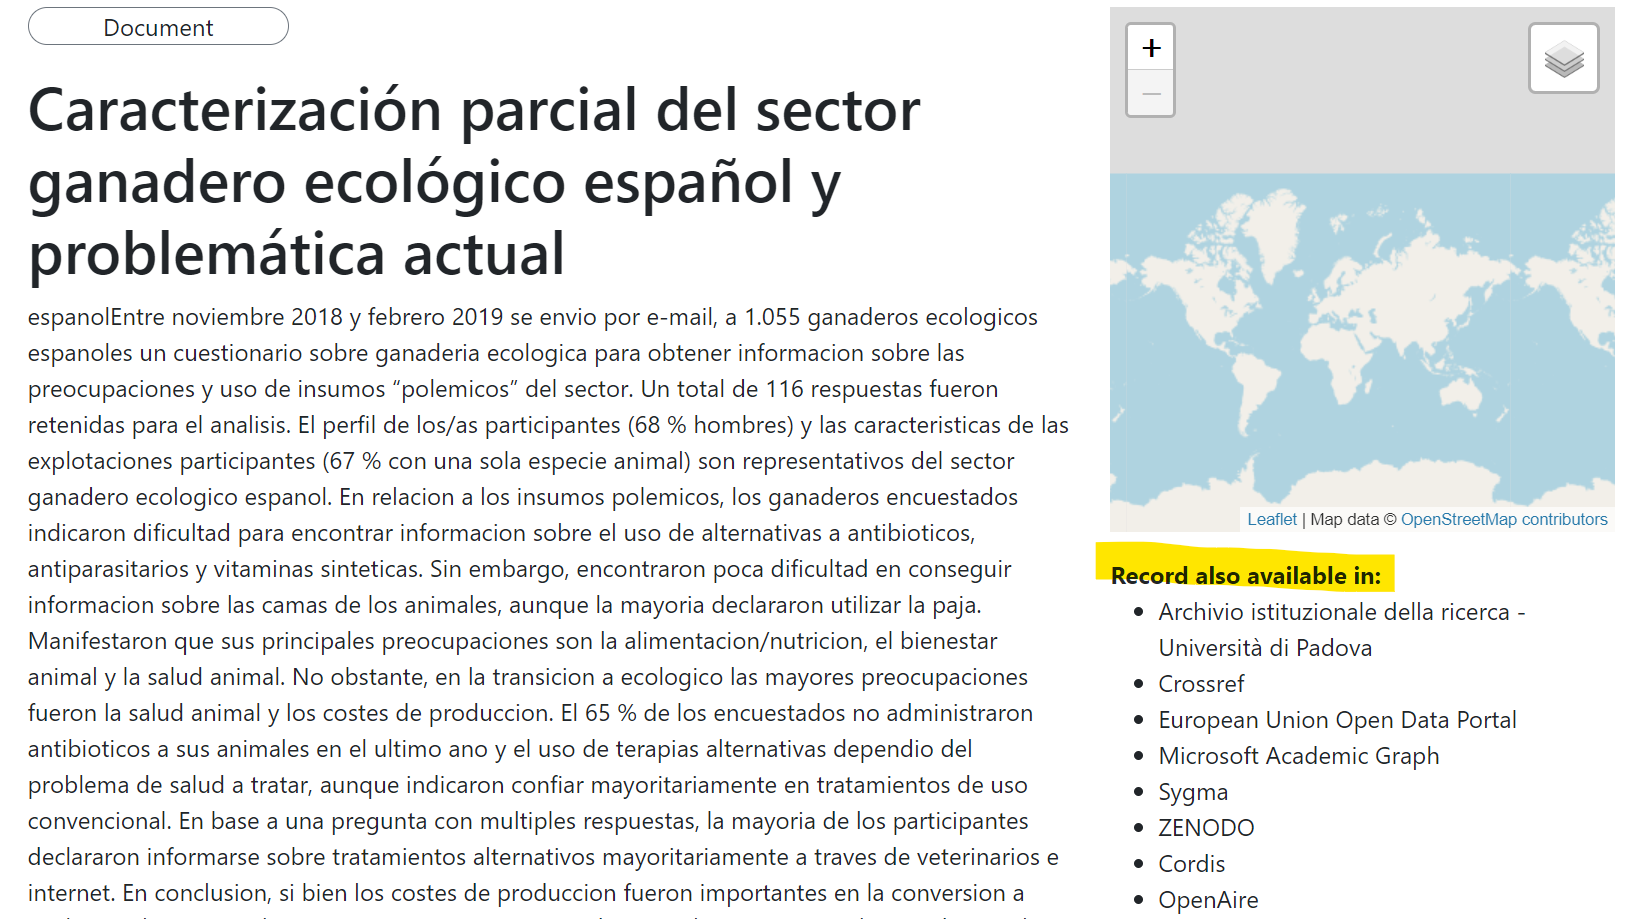 Document
Caracterización parcial del sector
ganadero ecológico español y
problemática actual
espanolEntre noviembre 2018 y febrero 2019 se envio por e-mail, a 1.055 ganaderos ecologicos
espanoles un cuestionario sobre ganaderia ecologica para obtener informacion sobre las
preocupaciones y uso de insumos “polemicos” del sector. Un total de 116 respuestas fueron
retenidas para el analisis. El perfil de los/as participantes (68 % hombres) y las caracteristicas de las
explotaciones participantes (67 % con una sola especie animal) son representativos del sector
ganadero ecologico espanol. En relacion a los insumos polemicos, los ganaderos encuestados
indicaron dificultad para encontrar informacion sobre el uso de alternativas a antibioticos,
antiparasitarios y vitaminas sinteticas. Sin embargo, encontraron poca dificultad en conseguir
informacion sobre las camas de los animales, aunque la mayoria declararon utilizar la paja.
Manifestaron que sus principales preocupaciones son la alimentacion/nutricion, el bienestar
animal y la salud animal. No obstante, en la transicion a ecologico las mayores preocupaciones
fueron la salud animal y los costes de produccion. El 65 % de los encuestados no administraron
antibioticos a sus animales en el ultimo ano y el uso de terapias alternativas dependio del
problema de salud a tratar, aunque indicaron confiar mayoritariamente en tratamientos de uso
convencional. En base a una pregunta con multiples respuestas, la mayoria de los participantes
declararon informarse sobre tratamientos alternativos mayoritariamente a traves de veterinarios e
internet. En conclusion, si bien los costes de produccion fueron importantes en la conversion a
+
−
Leaflet | Map data © OpenStreetMap contributors
Record also available in:
• Archivio istituzionale della ricerca -
Università di Padova
• Crossref
• European Union Open Data Portal
• Microsoft Academic Graph
• Sygma
• ZENODO
• Cordis
• OpenAire